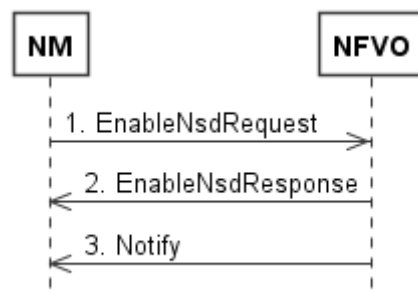 NM
NFVO
1. EnableNsdRequest
2. EnableNsdResponse
3. Notify